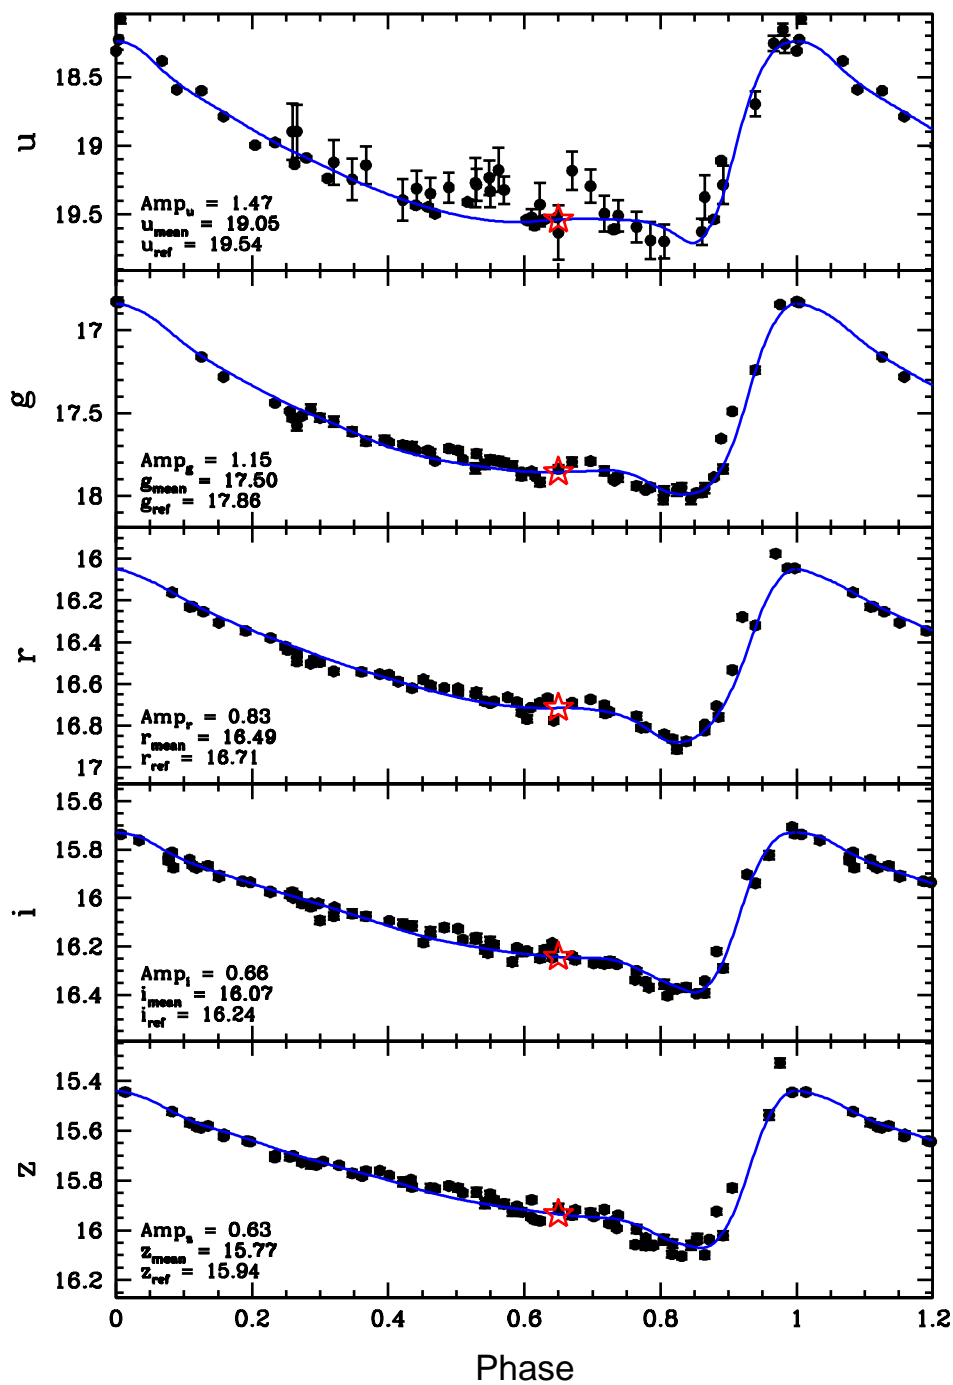 u
18.5
19
19.5
Amp_u = 1.47
u_mean = 19.05
u_ref = 19.54
g
17
17.5
18
Amp_g = 1.15
g_mean = 17.50
g_ref = 17.86
r
16
16.2
16.4
16.6
16.8
17
Amp_r = 0.83
r_mean = 16.49
r_ref = 16.71
i
15.6
15.8
16
16.2
16.4
Amp_i = 0.66
i_mean = 16.07
i_ref = 16.24
z
15.4
15.6
15.8
16
16.2
Amp_z = 0.63
z_mean = 15.77
z_ref = 15.94
0 0.2 0.4 0.6 0.8 1 1.2
Phase